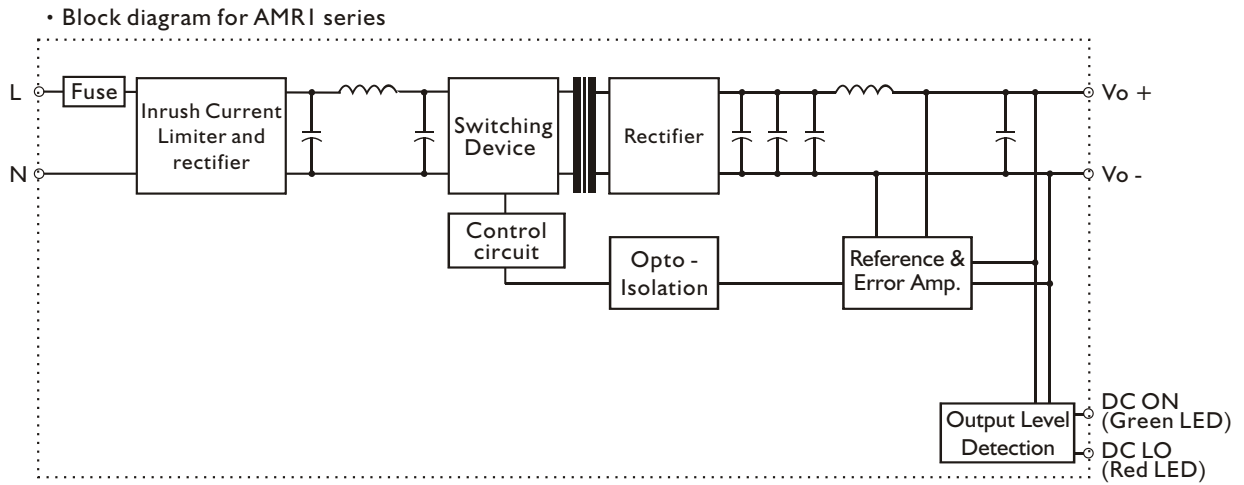 • Block diagram for AMR1 series
L
Fuse
Inrush Current
Limiter and
rectifier
Switching
Device
Rectifier
Vo +
N
Vo -
Control
circuit
Opto -
Isolation
Reference &
Error Amp.
Output Level
Detection
DC ON
(Green LED)
DC LO
(Red LED)